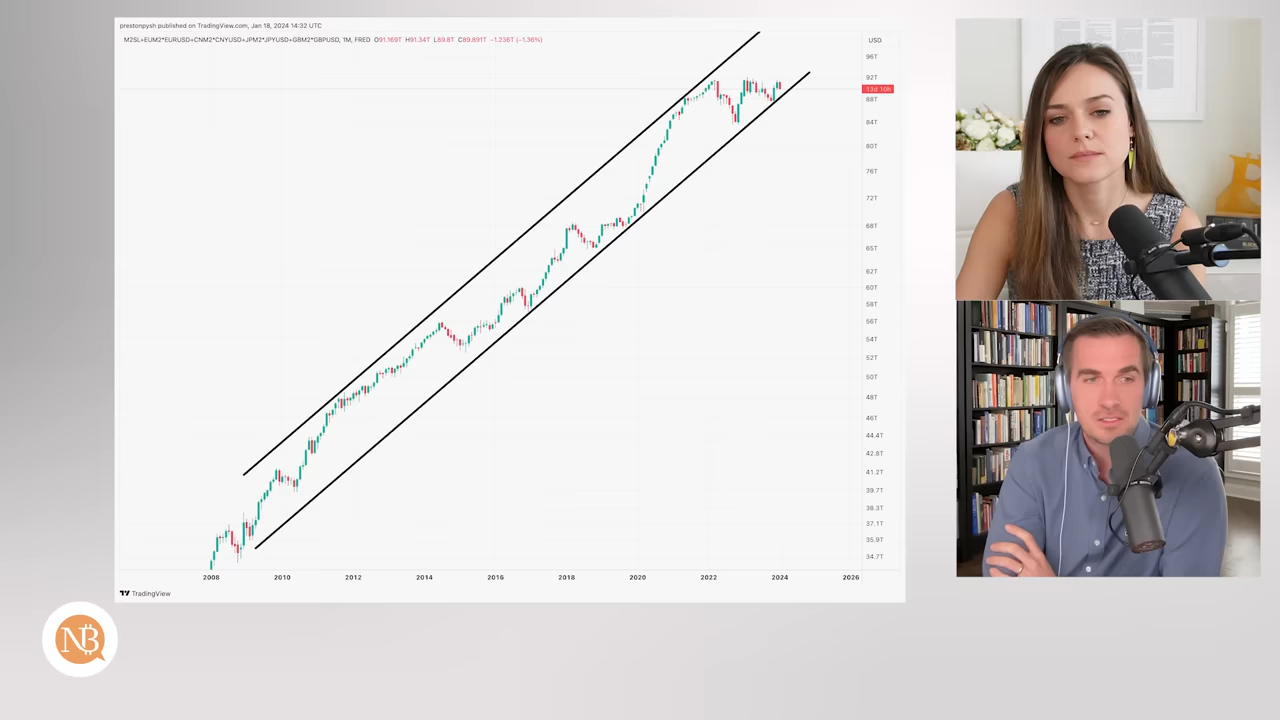 prestonpysh published on TradingView.com, Jan 18, 2024 14:32 UTC
M2SL+EUM2*EURUSD+CNM2*CNYUSD+JPM2*JPYUSD+GBM2*GBPUSD, 1M, FRED O91.169T H91.34T L89.8T C89.891T −1.236T (−1.36%)
USD
96T
92T
13d 10h
88T
84T
80T
76T
72T
68T
65T
62T
60T
58T
56T
54T
52T
50T
48T
46T
44.4T
42.8T
41.2T
39.7T
38.3T
37.1T
35.9T
34.7T
2008 2010 2012 2014 2016 2018 2020 2022 2024 2026
TradingView
N₿